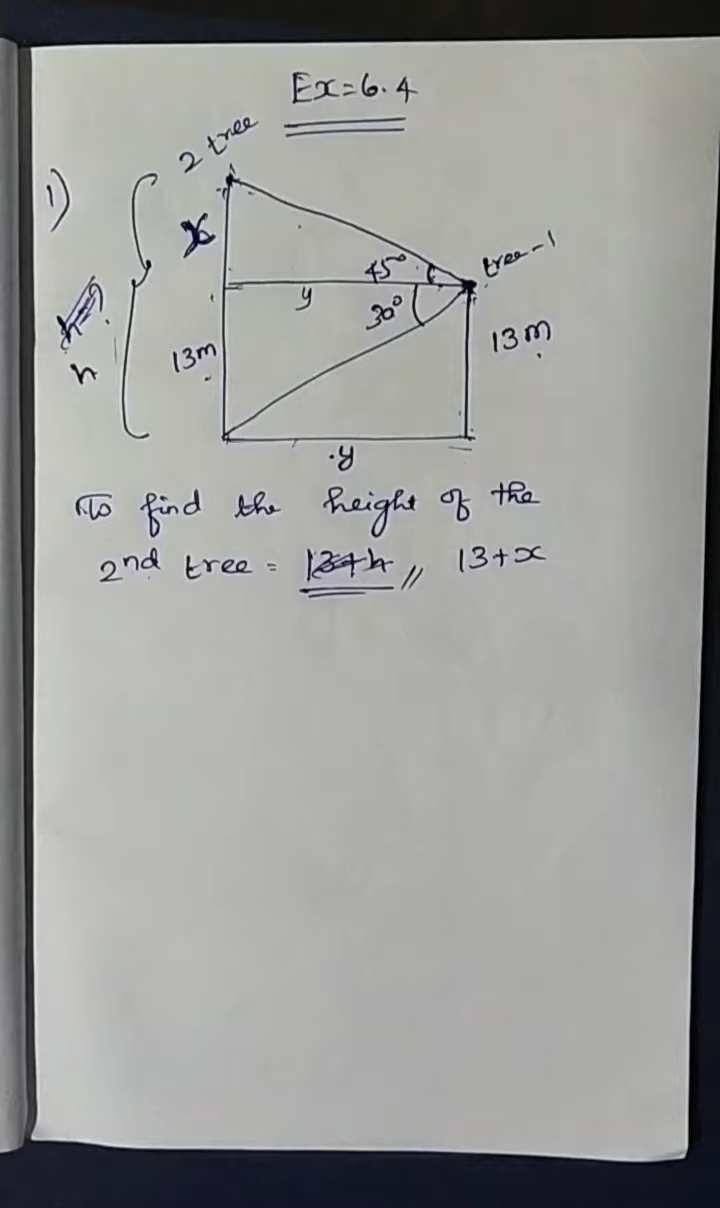 Ex=6.4
2 tree
1)
x
45°
tree-1
y
30°
h
13m
13m
y
To find the height of the
2nd tree = 13+h // 13+x